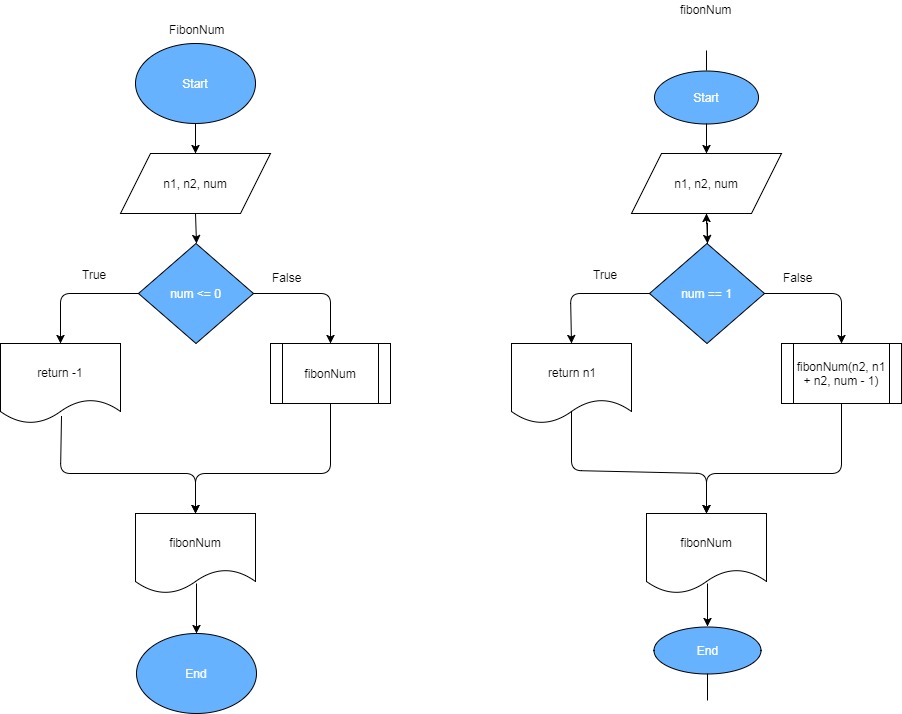 FibonNum
Start
n1, n2, num
num <= 0
True
False
return -1
fibonNum
fibonNum
End
fibonNum
Start
n1, n2, num
num == 1
True
False
return n1
fibonNum(n2, n1
+ n2, num - 1)
fibonNum
End